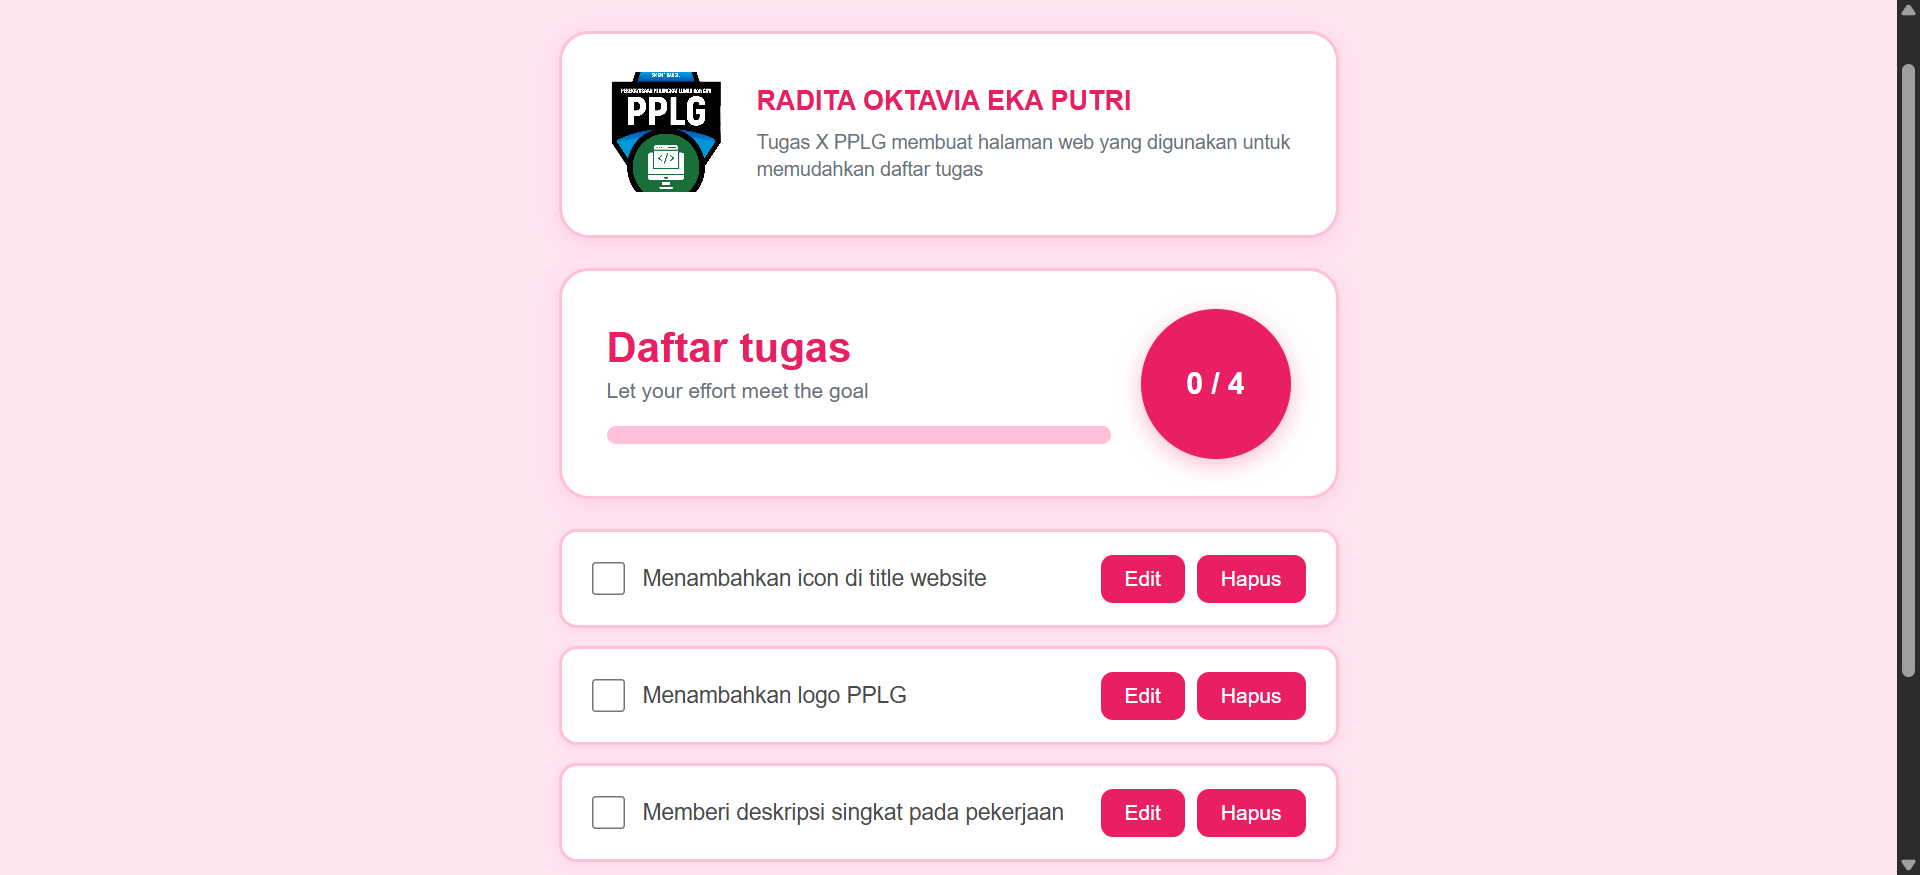 PPLG
RADITA OKTAVIA EKA PUTRI
Tugas X PPLG membuat halaman web yang digunakan untuk
memudahkan daftar tugas
Daftar tugas
Let your effort meet the goal
0 / 4
Menambahkan icon di title website
Edit
Hapus
Menambahkan logo PPLG
Edit
Hapus
Memberi deskripsi singkat pada pekerjaan
Edit
Hapus